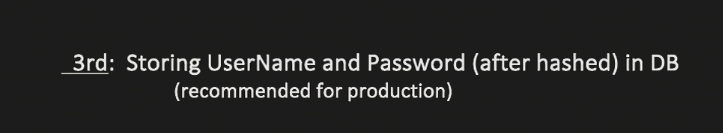 3rd: Storing UserName and Password (after hashed) in DB
(recommended for production)